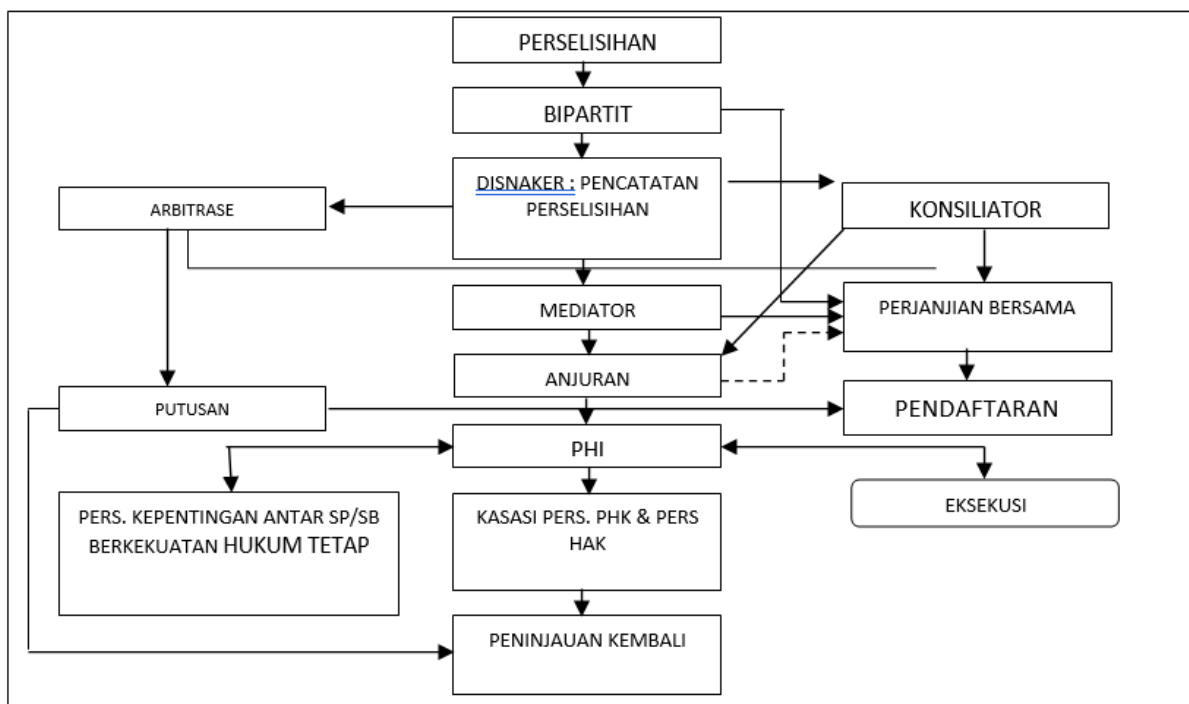 PERSELISIHAN
BIPARTIT
DISNAKER : PENCATATAN
PERSELISIHAN
ARBITRASE
KONSILIATOR
MEDIATOR
PERJANJIAN BERSAMA
ANJURAN
PUTUSAN
PENDAFTARAN
PHI
PERS. KEPENTINGAN ANTAR SP/SB
BERKEKUATAN HUKUM TETAP
KASASI PERS. PHK & PERS
HAK
EKSEKUSI
PENINJAUAN KEMBALI